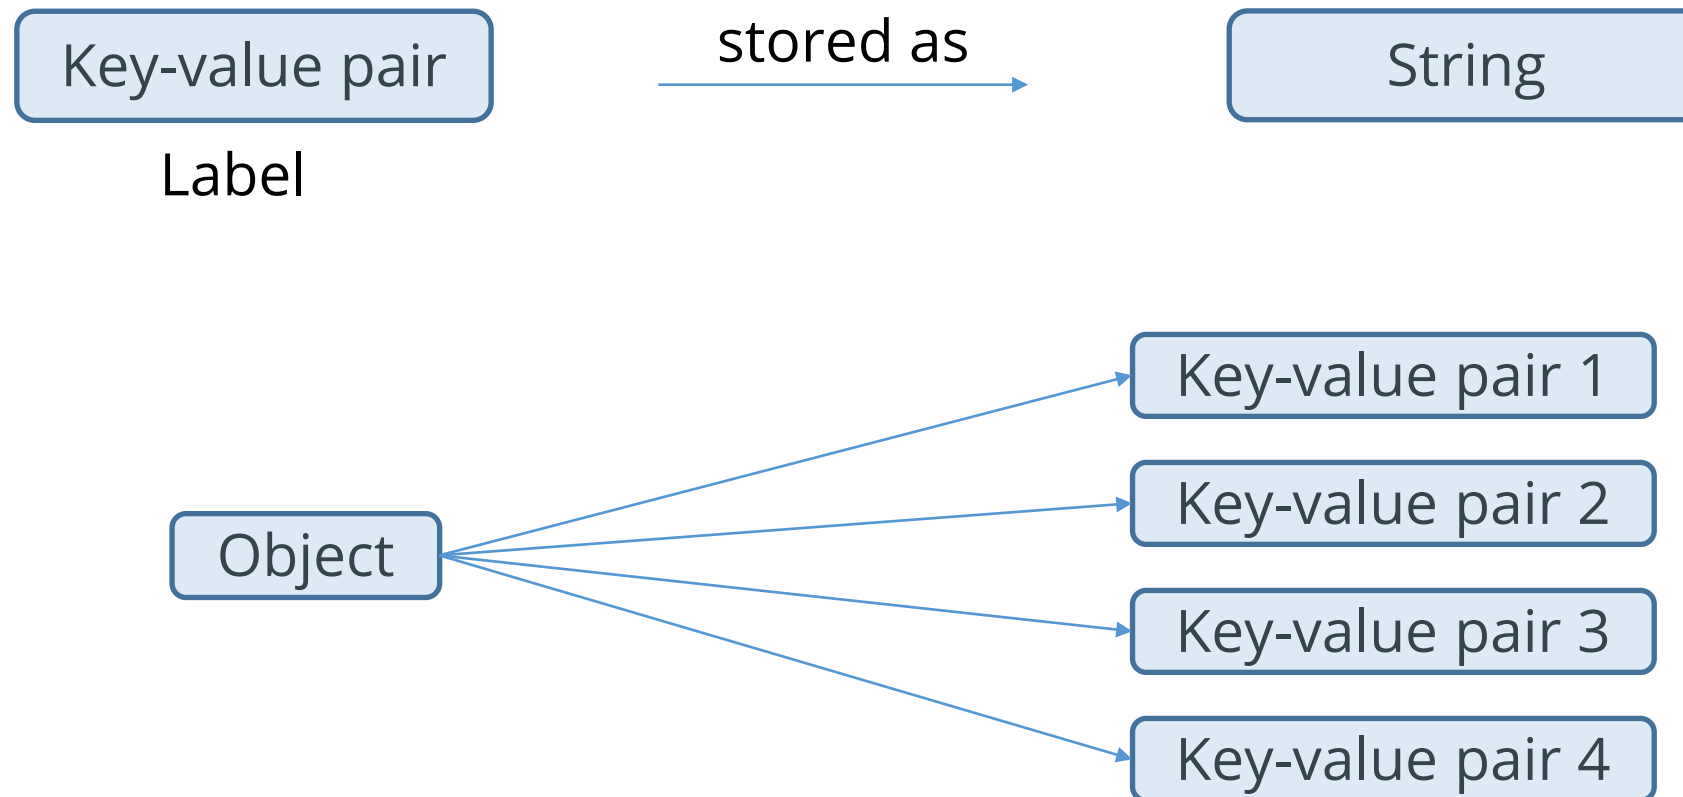 Key-value pair
stored as
String
Label
Key-value pair 1
Key-value pair 2
Object
Key-value pair 3
Key-value pair 4